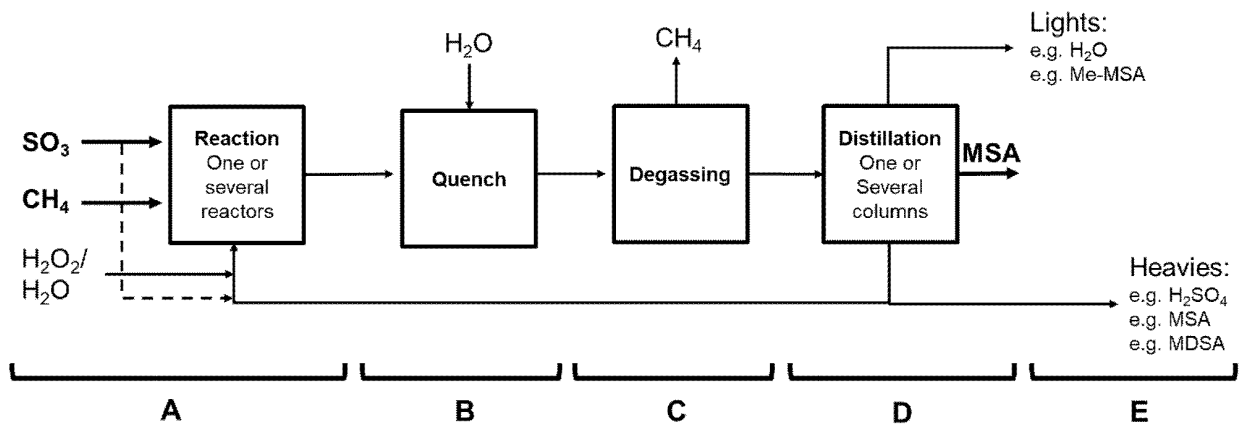 Lights:
e.g. H₂O
e.g. Me-MSA
H₂O
CH₄
SO₃
CH₄
H₂O₂/
H₂O
Reaction
One or
several
reactors
Quench
Degassing
Distillation
One or
Several
columns
MSA
Heavies:
e.g. H₂SO₄
e.g. MSA
e.g. MDSA
A
B
C
D
E